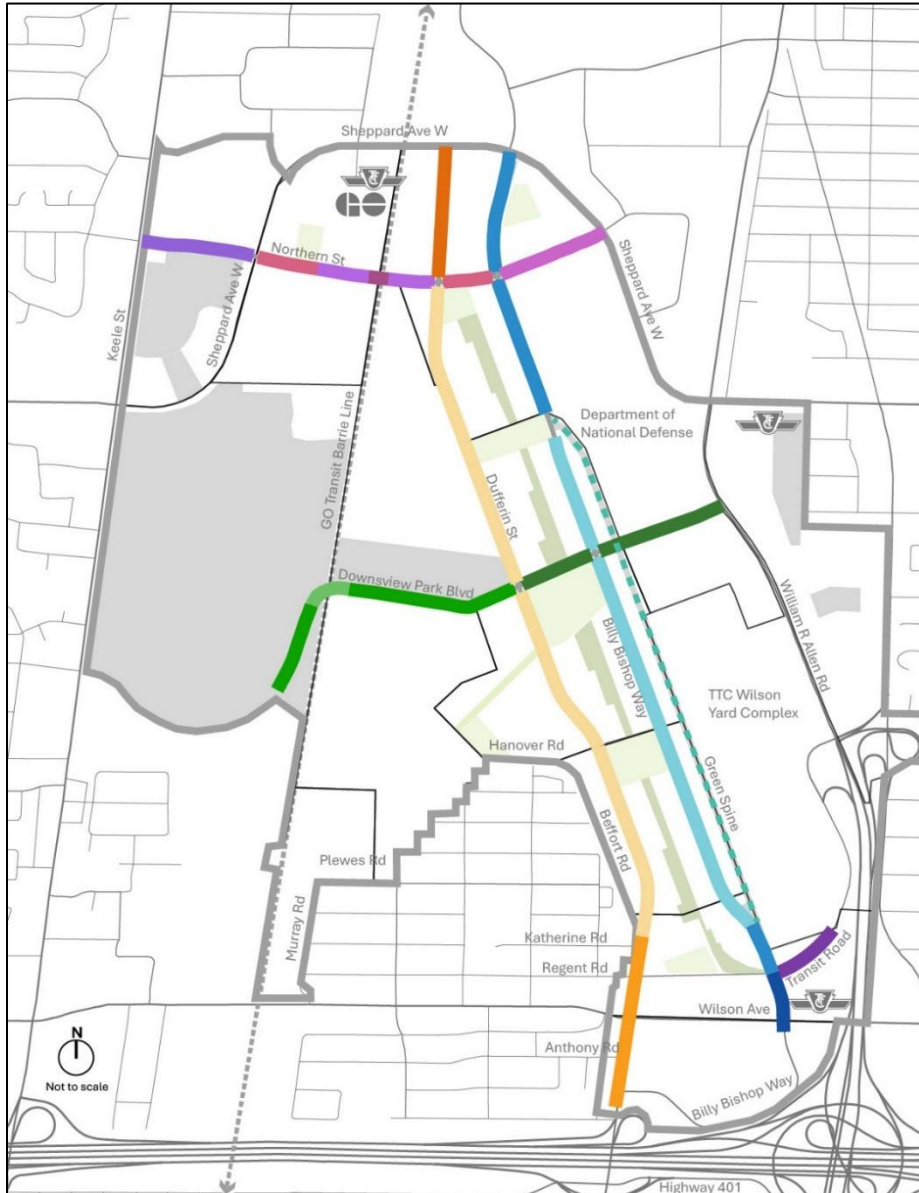 Sheppard Ave W
GO
Northern St
Sheppard Ave W
Sheppard Ave W
Keele St
GO Transit Barrie Line
Department of
National Defense
Dufferin St
Downsview Park Blvd
Billy Bishop Way
William R Allen Rd
TTC Wilson
Yard Complex
Hanover Rd
Green Spine
Beffort Rd
Plewes Rd
Murray Rd
Katherine Rd
Regent Rd
Transit Road
Wilson Ave
N
Not to scale
Anthony Rd
Billy Bishop Way
Highway 401